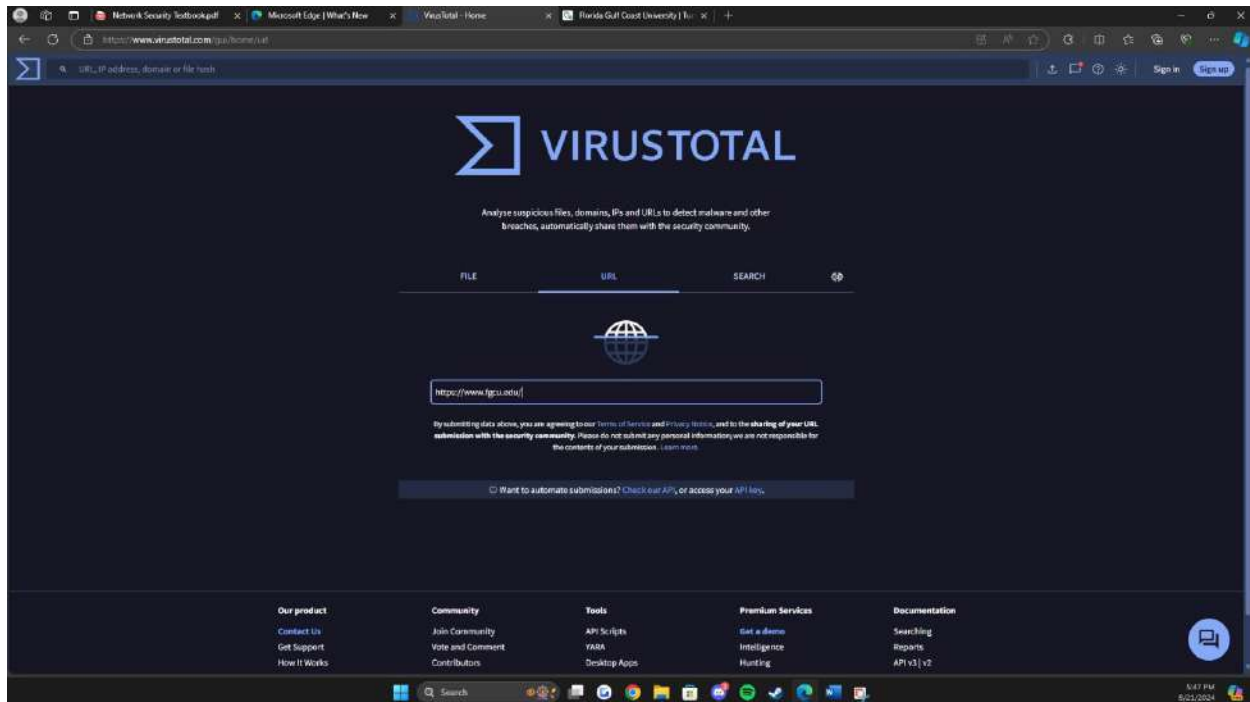 Network Security Textbook.pdf
Microsoft Edge | What's New
VirusTotal - Home
Florida Gulf Coast University |
https://www.virustotal.com/gui/home/url
URL, IP address, domain or file hash
Sign in
Sign up
VIRUSTOTAL
Analyse suspicious files, domains, IPs and URLs to detect malware and other
breaches, automatically share them with the security community.
FILE
URL
SEARCH
https://www.fgcu.edu/
By submitting data above, you are agreeing to our Terms of Service and Privacy Notice, and to the sharing of your URL
submission with the security community. Please do not submit any personal information; we are not responsible for
the contents of your submission. Learn more.
Want to automate submissions? Check our API, or access your API key.
Our product
Contact Us
Get Support
How It Works
Community
Join Community
Vote and Comment
Contributors
Tools
API Scripts
YARA
Desktop Apps
Premium Services
Get a demo
Intelligence
Hunting
Documentation
Searching
Reports
API v3 | v2
Search
5:47 PM
8/21/2024